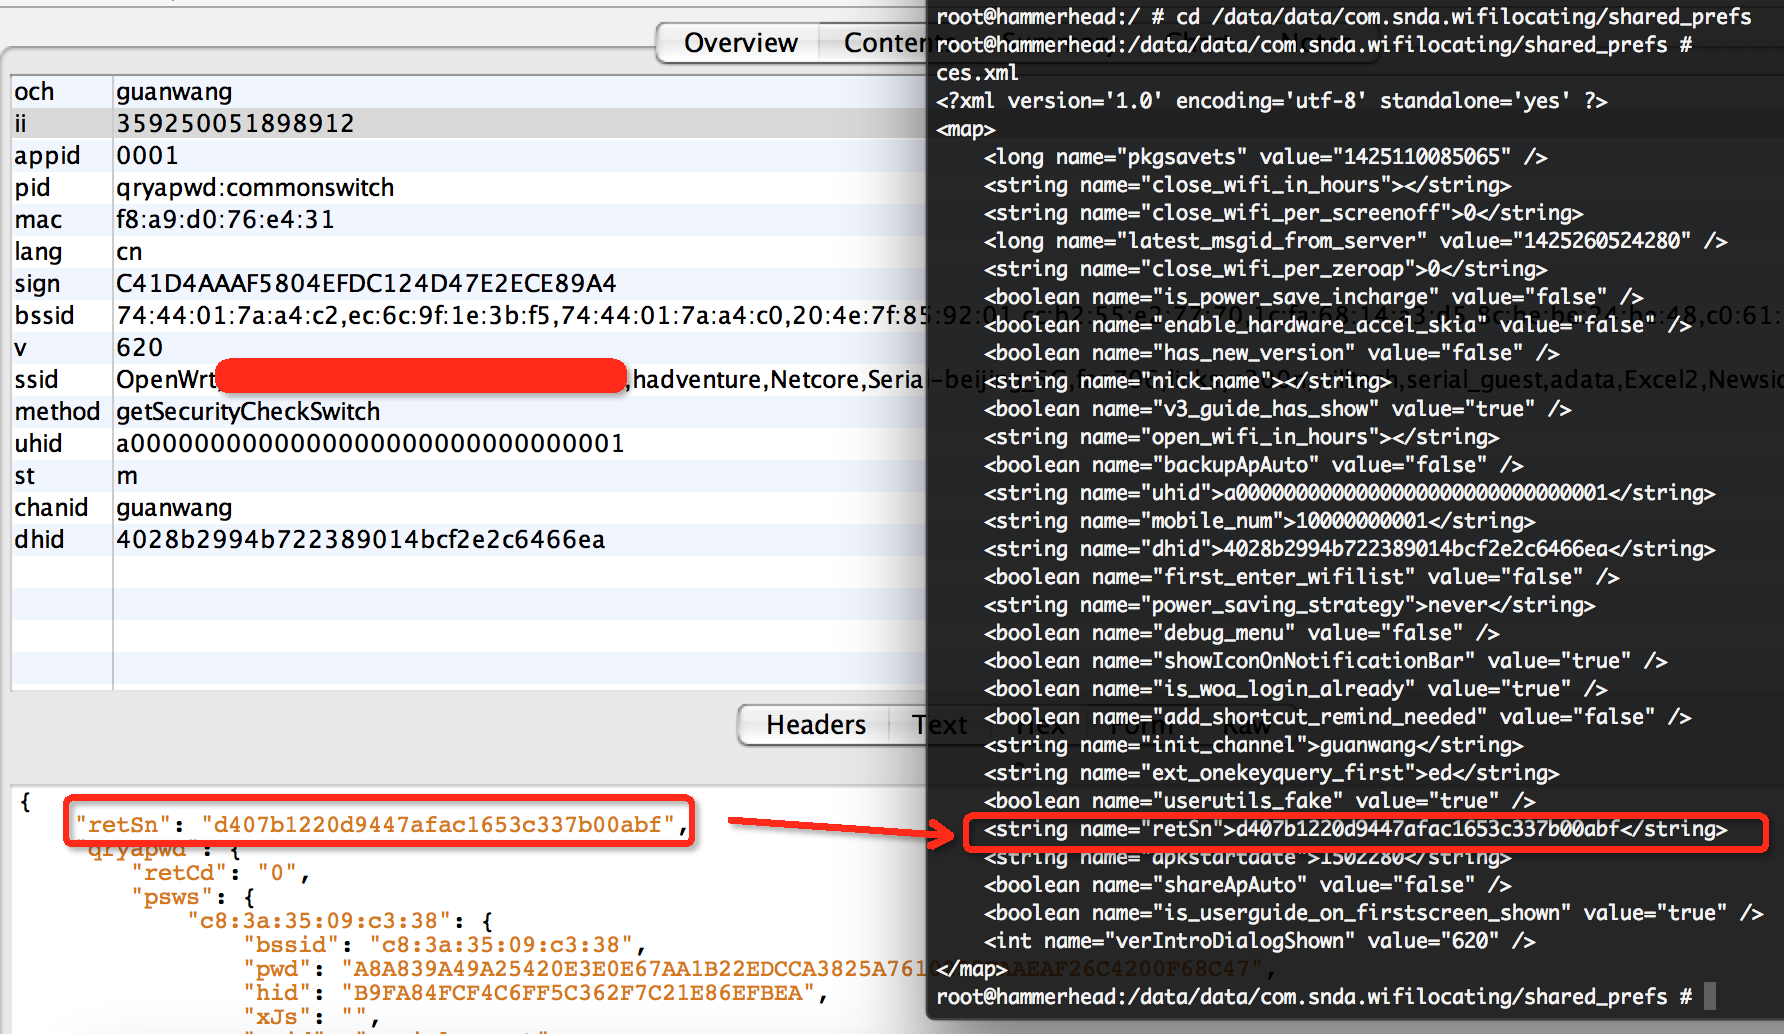 Overview
Content
och guanwang
ii 359250051898912
appid 0001
pid qryapwd:commonswitch
mac f8:a9:d0:76:e4:31
lang cn
sign C41D4AAAF5804EFDC124D47E2ECE89A4
bssid 74:44:01:7a:a4:c2,ec:6c:9f:1e:3b:f5,74:44:01:7a:a4:c0,20:4e:7f:85:92:01
v 620
ssid OpenWrt, ,hadventure,Netcore,Serial-beijing
method getSecurityCheckSwitch
uhid a0000000000000000000000000000001
st m
chanid guanwang
dhid 4028b2994b722389014bcf2e2c6466ea
Headers Text Hex Form Raw
{
"retSn": "d407b1220d9447afac1653c337b00abf",
"qryapwd": {
"retCd": "0",
"psws": {
"c8:3a:35:09:c3:38": {
"bssid": "c8:3a:35:09:c3:38",
"pwd": "A8A839A49A25420E3E0E67AA1B22EDCCA3825A7610
"hid": "B9FA84FCF4C6FF5C362F7C21E86EFBEA",
"xJs": "",
root@hammerhead:/ # cd /data/data/com.snda.wifilocating/shared_prefs
root@hammerhead:/data/data/com.snda.wifilocating/shared_prefs #
ces.xml
<?xml version='1.0' encoding='utf-8' standalone='yes' ?>
<map>
<long name="pkgsavets" value="1425110085065" />
<string name="close_wifi_in_hours"></string>
<string name="close_wifi_per_screenoff">0</string>
<long name="latest_msgid_from_server" value="1425260524280" />
<string name="close_wifi_per_zeroap">0</string>
<boolean name="is_power_save_incharge" value="false" />
<boolean name="enable_hardware_accel_skia" value="false" />
<boolean name="has_new_version" value="false" />
<string name="nick_name"></string>
<boolean name="v3_guide_has_show" value="true" />
<string name="open_wifi_in_hours"></string>
<boolean name="backupApAuto" value="false" />
<string name="uhid">a0000000000000000000000000000001</string>
<string name="mobile_num">10000000001</string>
<string name="dhid">4028b2994b722389014bcf2e2c6466ea</string>
<boolean name="first_enter_wifilist" value="false" />
<string name="power_saving_strategy">never</string>
<boolean name="debug_menu" value="false" />
<boolean name="showIconOnNotificationBar" value="true" />
<boolean name="is_woa_login_already" value="true" />
<boolean name="add_shortcut_remind_needed" value="false" />
<string name="init_channel">guanwang</string>
<string name="ext_onekeyquery_first">ed</string>
<boolean name="userutils_fake" value="true" />
<string name="retSn">d407b1220d9447afac1653c337b00abf</string>
<string name="apkstartdate">1502280</string>
<boolean name="shareApAuto" value="false" />
<boolean name="is_userguide_on_firstscreen_shown" value="true" />
<int name="verIntroDialogShown" value="620" />
</map>
root@hammerhead:/data/data/com.snda.wifilocating/shared_prefs #